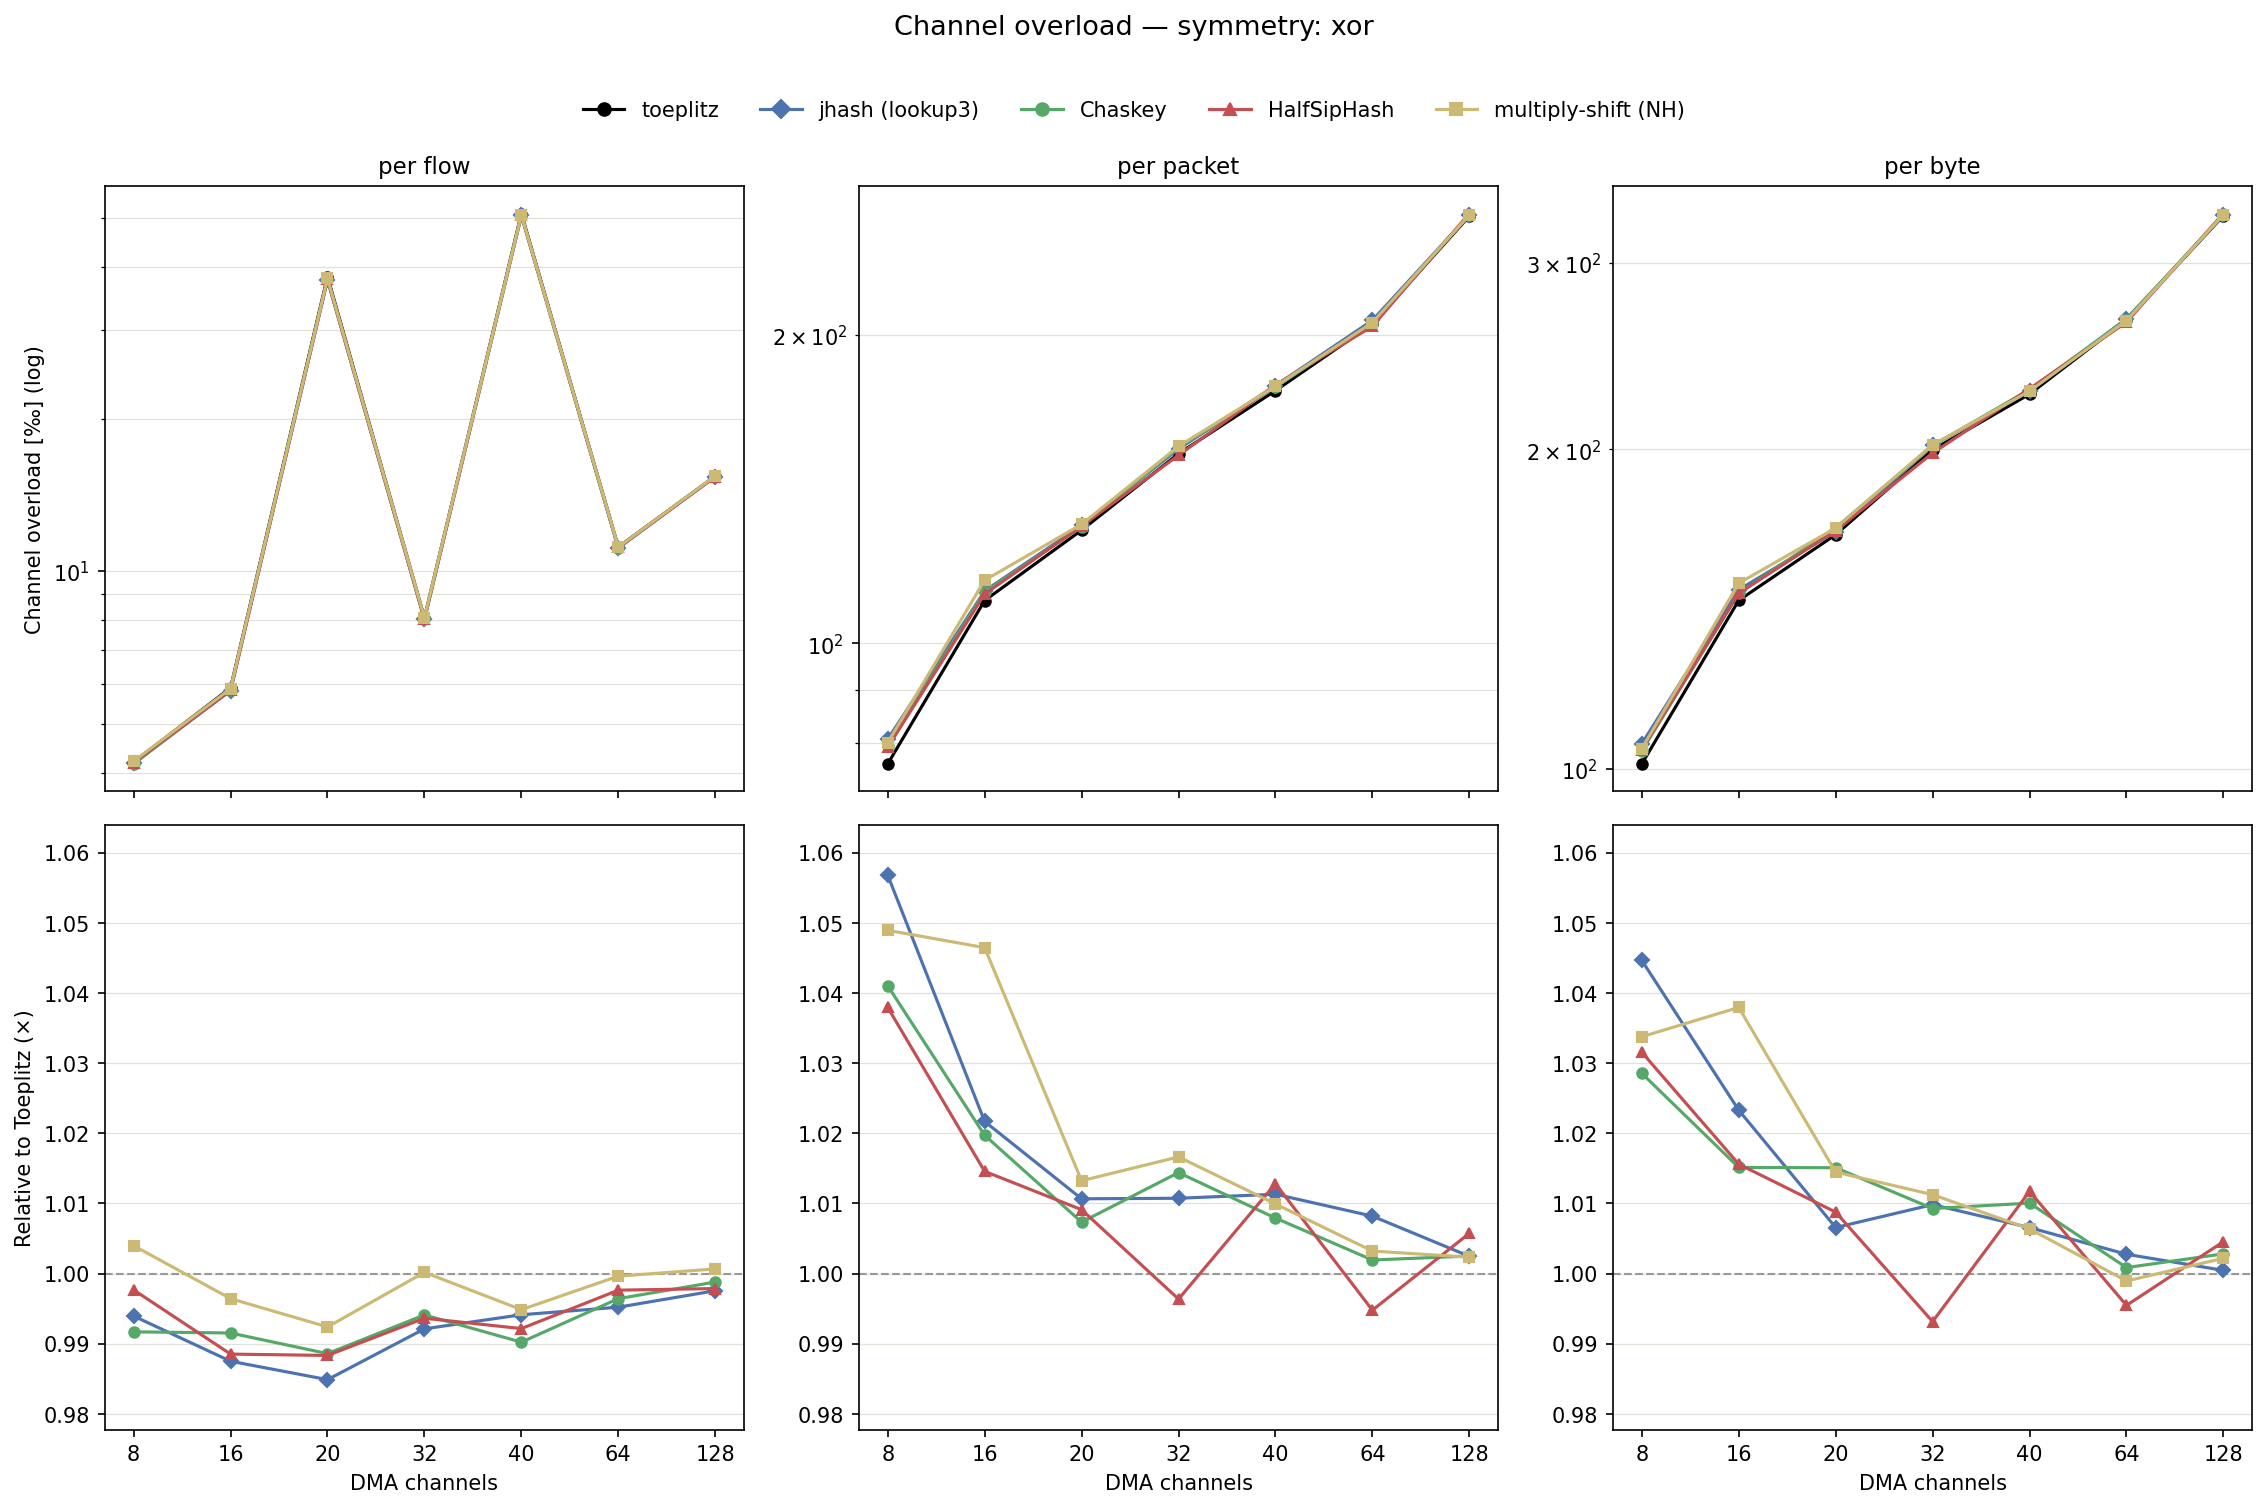 Channel overload — symmetry: xor
toeplitz jhash (lookup3) Chaskey HalfSipHash multiply-shift (NH)
per flow per packet per byte
Channel overload [‰] (log)
10¹
2 × 10²
10²
3 × 10²
2 × 10²
10²
Relative to Toeplitz (×)
1.06
1.05
1.04
1.03
1.02
1.01
1.00
0.99
0.98
1.06
1.05
1.04
1.03
1.02
1.01
1.00
0.99
0.98
1.06
1.05
1.04
1.03
1.02
1.01
1.00
0.99
0.98
8 16 20 32 40 64 128
8 16 20 32 40 64 128
8 16 20 32 40 64 128
DMA channels DMA channels DMA channels